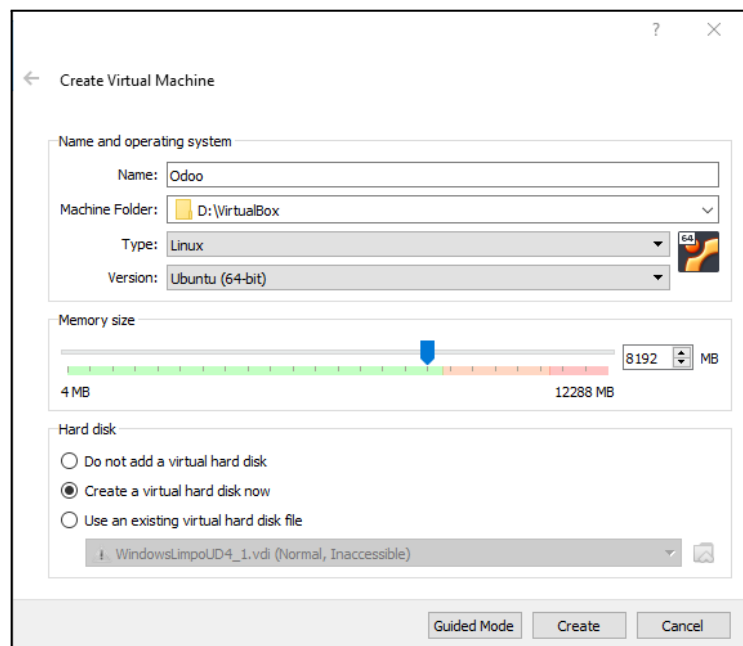 ?
Create Virtual Machine
Name and operating system
Name: Odoo
Machine Folder: D:\VirtualBox
Type: Linux
64
Version: Ubuntu (64-bit)
Memory size
8192 MB
4 MB 12288 MB
Hard disk
Do not add a virtual hard disk
Create a virtual hard disk now
Use an existing virtual hard disk file
WindowsLimpoUD4_1.vdi (Normal, Inaccessible)
Guided Mode Create Cancel